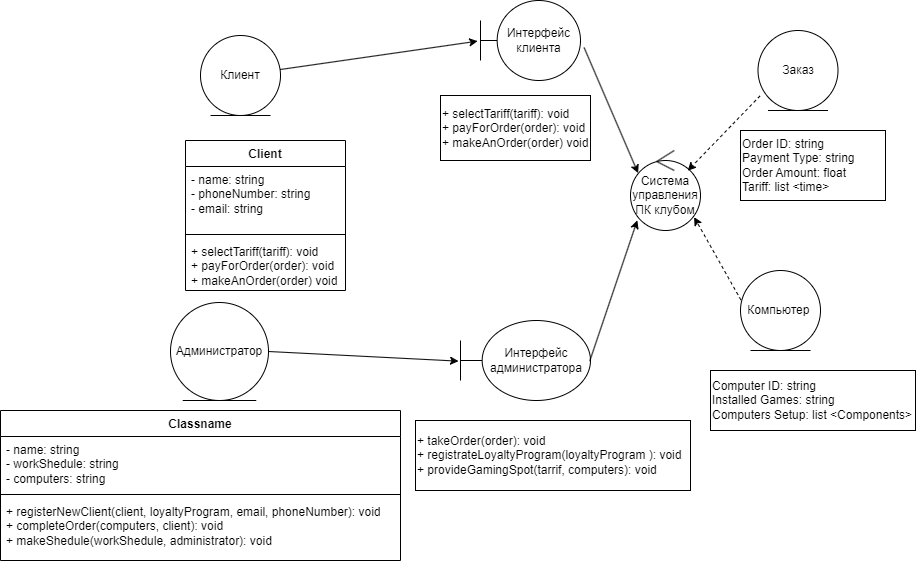 Клиент
Интерфейс
клиента
Заказ
+ selectTariff(tariff): void
+ payForOrder(order): void
+ makeAnOrder(order) void
Client
- name: string
- phoneNumber: string
- email: string
+ selectTariff(tariff): void
+ payForOrder(order): void
+ makeAnOrder(order) void
Система
управления
ПК клубом
Order ID: string
Payment Type: string
Order Amount: float
Tariff: list <time>
Администратор
Интерфейс
администратора
Компьютер
Computer ID: string
Installed Games: string
Computers Setup: list <Components>
Classname
- name: string
- workShedule: string
- computers: string
+ registerNewClient(client, loyaltyProgram, email, phoneNumber): void
+ completeOrder(computers, client): void
+ makeShedule(workShedule, administrator): void
+ takeOrder(order): void
+ registrateLoyaltyProgram(loyaltyProgram ): void
+ provideGamingSpot(tarrif, computers): void